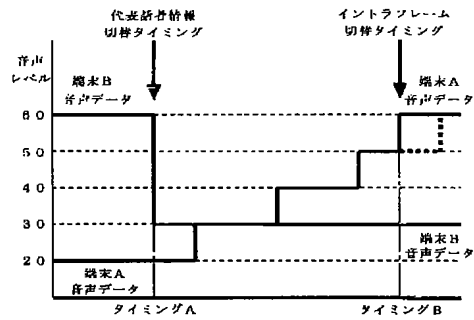 代表話者情報
切替タイミング
イントラフレーム
切替タイミング
音声
レベル
端末B
音声データ
端末A
音声データ
60
50
40
30
20
端末B
音声データ
端末A
音声データ
タイミングA
タイミングB